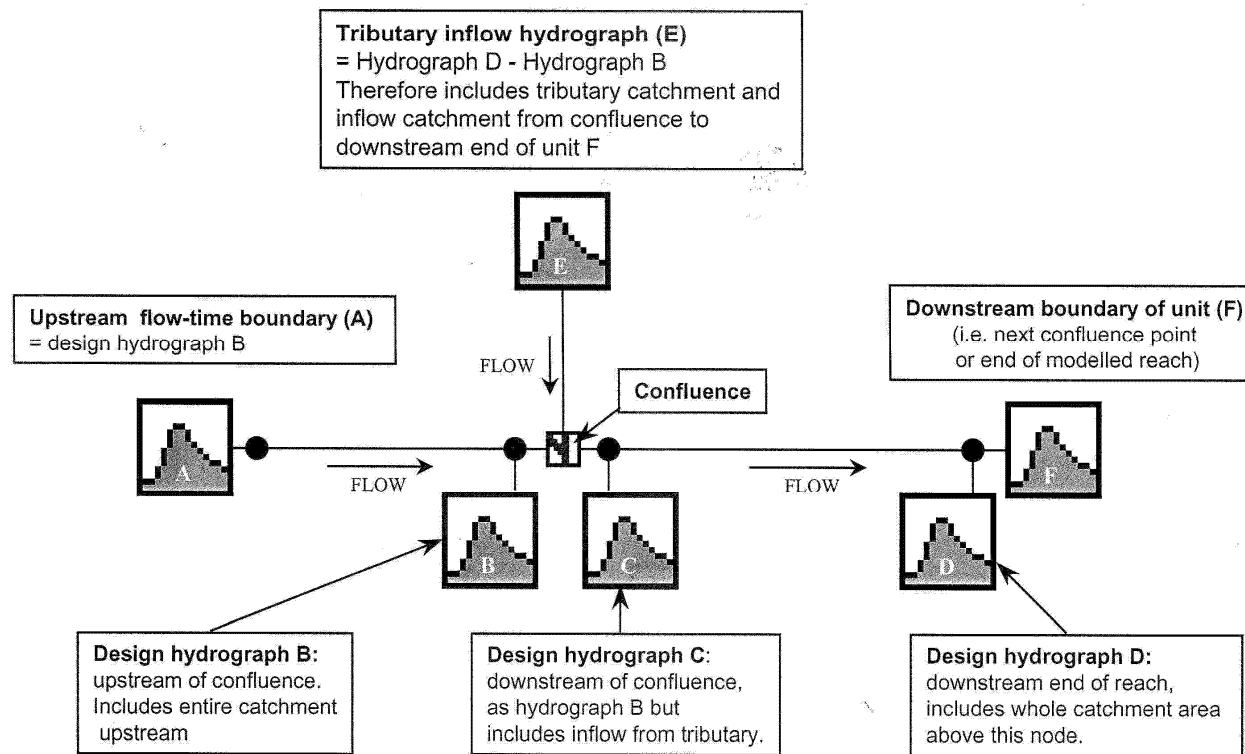 Tributary inflow hydrograph (E)
= Hydrograph D - Hydrograph B
Therefore includes tributary catchment and
inflow catchment from confluence to
downstream end of unit F
E
Upstream flow-time boundary (A)
= design hydrograph B
Downstream boundary of unit (F)
(i.e. next confluence point
or end of modelled reach)
FLOW
Confluence
A
FLOW
FLOW
F
B
C
D
Design hydrograph B:
upstream of confluence.
Includes entire catchment
upstream
Design hydrograph C:
downstream of confluence,
as hydrograph B but
includes inflow from tributary.
Design hydrograph D:
downstream end of reach,
includes whole catchment area
above this node.